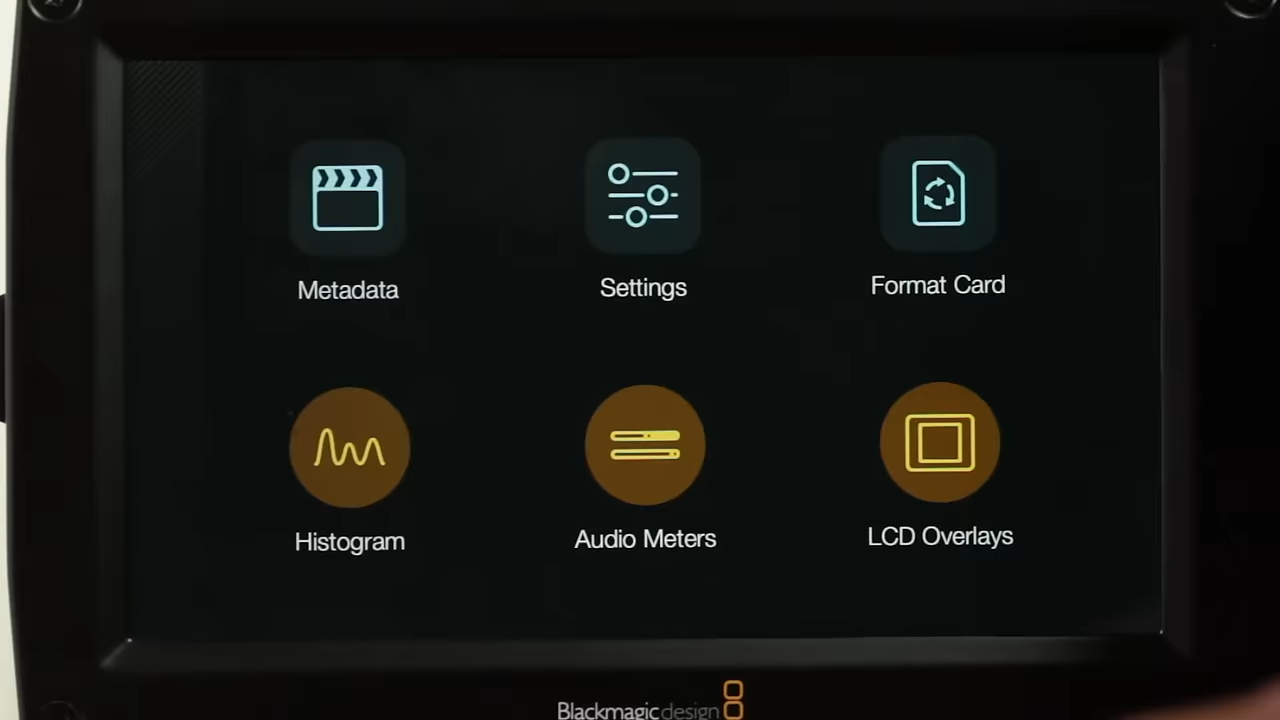 Metadata
Settings
Format Card
Histogram
Audio Meters
LCD Overlays
Blackmagicdesign